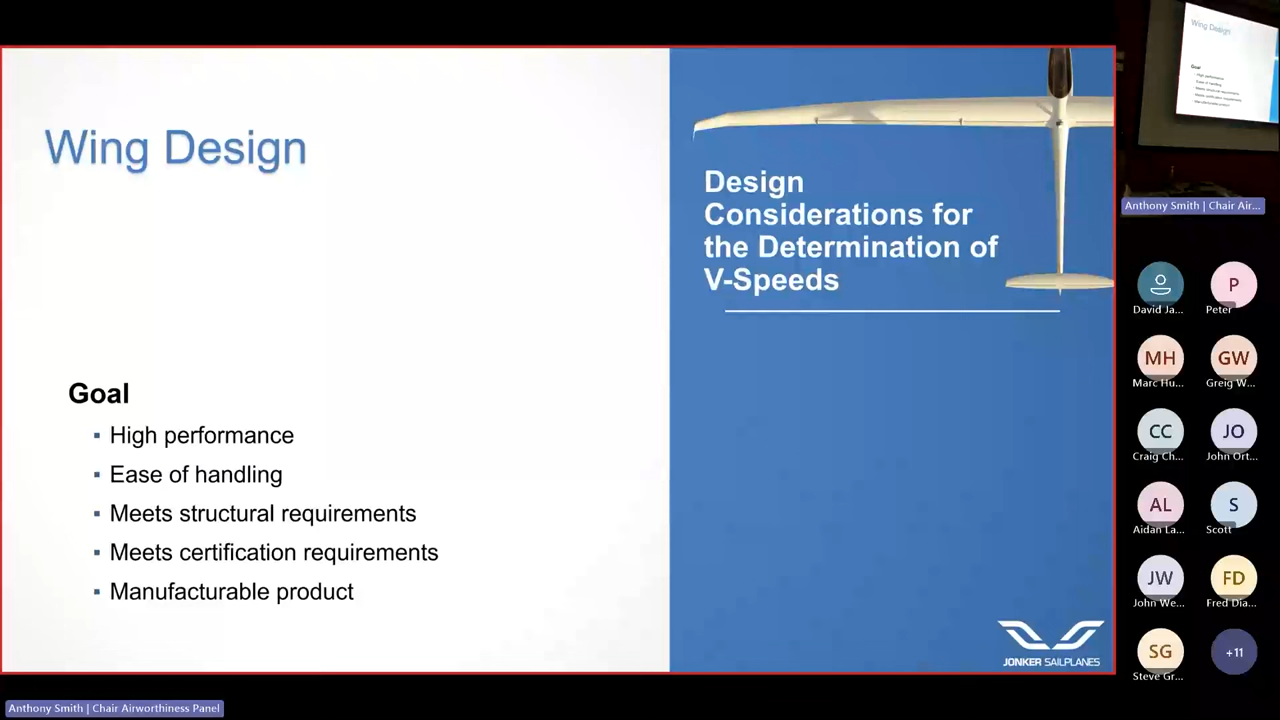 Wing Design
Goal
▪ High performance
▪ Ease of handling
▪ Meets structural requirements
▪ Meets certification requirements
▪ Manufacturable product
Design
Considerations for
the Determination of
V-Speeds
JONKER SAILPLANES
Anthony Smith | Chair Airworthiness Panel
Wing Design
Goal
Anthony Smith | Chair Air...
David Ja...
P
Peter
MH
Marc Hu...
GW
Greig W...
CC
Craig Ch...
JO
John Ort...
AL
Aidan La...
S
Scott
JW
John We...
FD
Fred Dia...
SG
Steve Gr...
+11